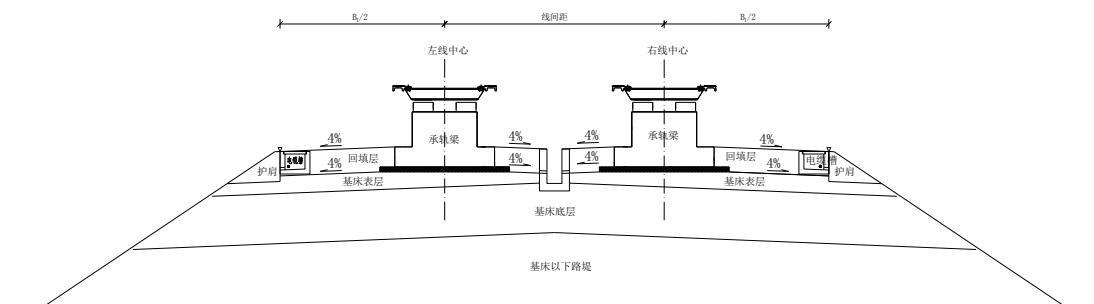 B₁/2 线间距 B₁/2
左线中心 右线中心
承轨梁 承轨梁
4% 4% 4% 4%
电缆槽 回填层 回填层 电缆槽
4% 4% 4% 4%
护肩 基床表层 基床表层 护肩
基床底层
基床以下路堤